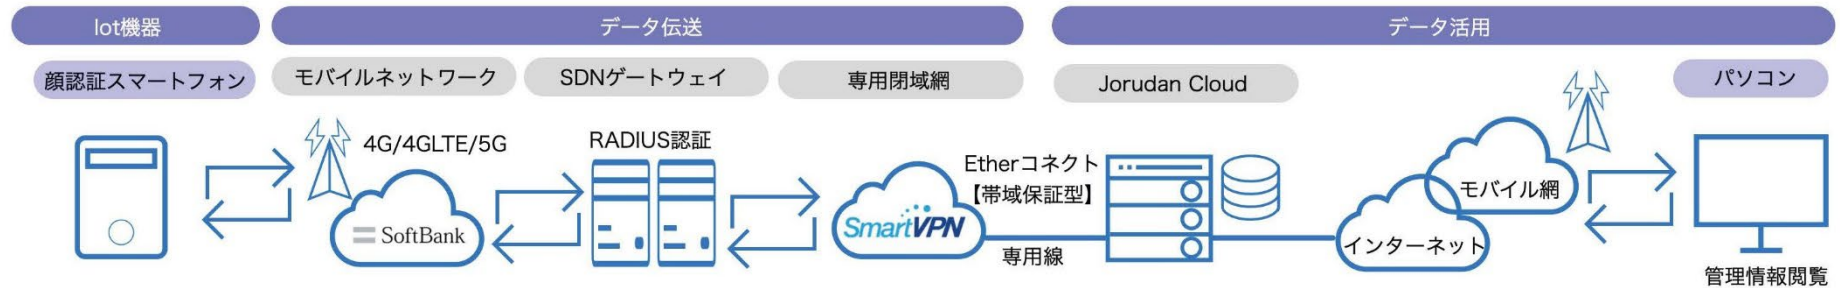 Iot機器
データ伝送
データ活用
顔認証スマートフォン
モバイルネットワーク
SDNゲートウェイ
専用閉域網
Jorudan Cloud
パソコン
4G/4GLTE/5G
RADIUS認証
Etherコネクト
【帯域保証型】
SoftBank
SmartVPN
専用線
インターネット
モバイル網
管理情報閲覧